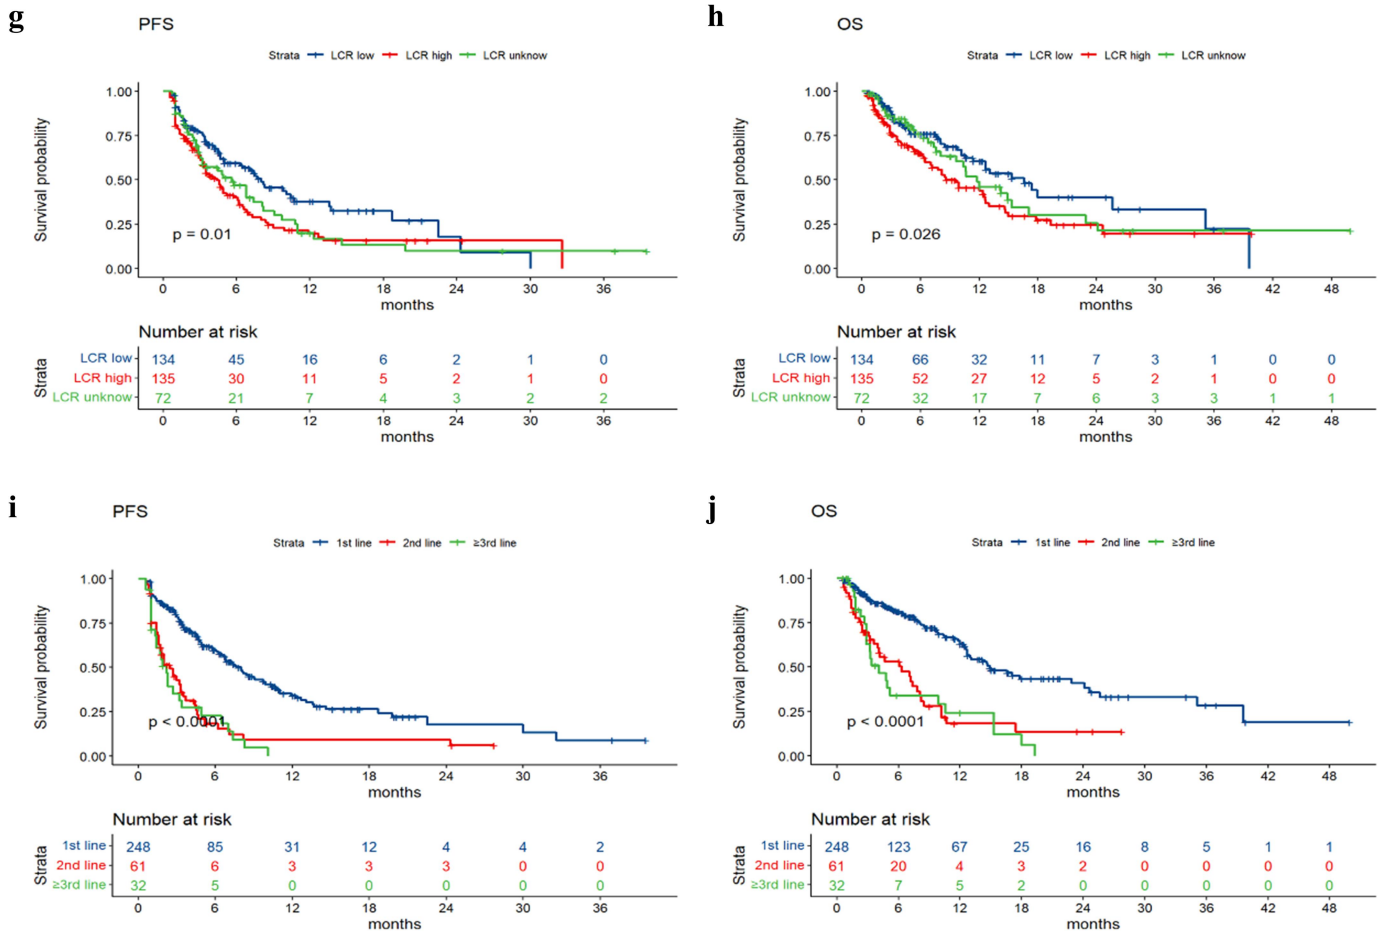 g
PFS
Strata LCR low LCR high LCR unknow
Survival probability
1.00
0.75
0.50
0.25
0.00
p = 0.01
0 6 12 18 24 30 36
months
Number at risk
Strata
LCR low 134 45 16 6 2 1 0
LCR high 135 30 11 5 2 1 0
LCR unknow 72 21 7 4 3 2 2
0 6 12 18 24 30 36
months
h
OS
Strata LCR low LCR high LCR unknow
Survival probability
1.00
0.75
0.50
0.25
0.00
p = 0.026
0 6 12 18 24 30 36 42 48
months
Number at risk
Strata
LCR low 134 66 32 11 7 3 1 0 0
LCR high 135 52 27 12 5 2 1 0 0
LCR unknow 72 32 17 7 6 3 3 1 1
0 6 12 18 24 30 36 42 48
months
i
PFS
Strata 1st line 2nd line ≥3rd line
Survival probability
1.00
0.75
0.50
0.25
0.00
p < 0.0001
0 6 12 18 24 30 36
months
Number at risk
Strata
1st line 248 85 31 12 4 4 2
2nd line 61 6 3 3 3 0 0
≥3rd line 32 5 0 0 0 0 0
0 6 12 18 24 30 36
months
j
OS
Strata 1st line 2nd line ≥3rd line
Survival probability
1.00
0.75
0.50
0.25
0.00
p < 0.0001
0 6 12 18 24 30 36 42 48
months
Number at risk
Strata
1st line 248 123 67 25 16 8 5 1 1
2nd line 61 20 4 3 2 0 0 0 0
≥3rd line 32 7 5 2 0 0 0 0 0
0 6 12 18 24 30 36 42 48
months